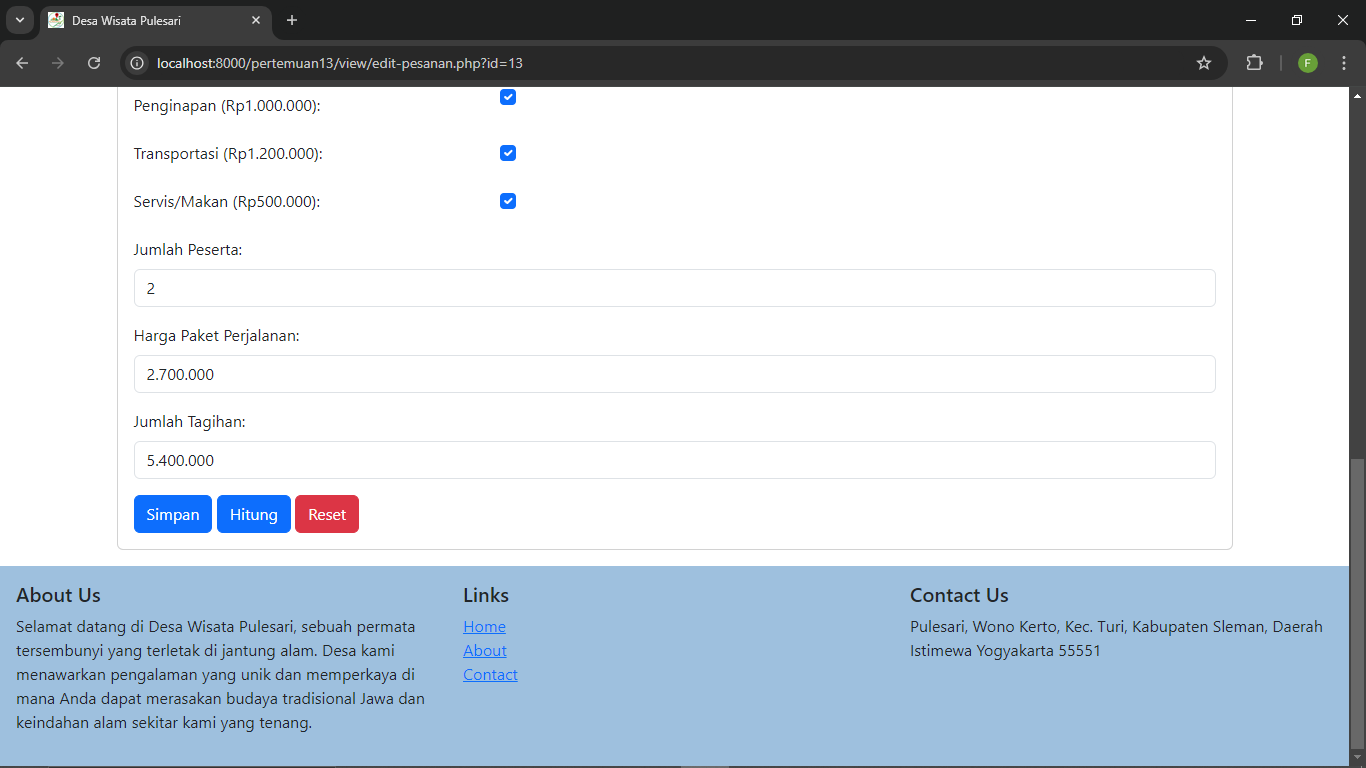 Desa Wisata Pulesari
localhost:8000/pertemuan13/view/edit-pesanan.php?id=13
F
Penginapan (Rp1.000.000):
Transportasi (Rp1.200.000):
Servis/Makan (Rp500.000):
Jumlah Peserta:
2
Harga Paket Perjalanan:
2.700.000
Jumlah Tagihan:
5.400.000
Simpan Hitung Reset
About Us
Selamat datang di Desa Wisata Pulesari, sebuah permata
tersembunyi yang terletak di jantung alam. Desa kami
menawarkan pengalaman yang unik dan memperkaya di
mana Anda dapat merasakan budaya tradisional Jawa dan
keindahan alam sekitar kami yang tenang.
Links
Home
About
Contact
Contact Us
Pulesari, Wono Kerto, Kec. Turi, Kabupaten Sleman, Daerah
Istimewa Yogyakarta 55551